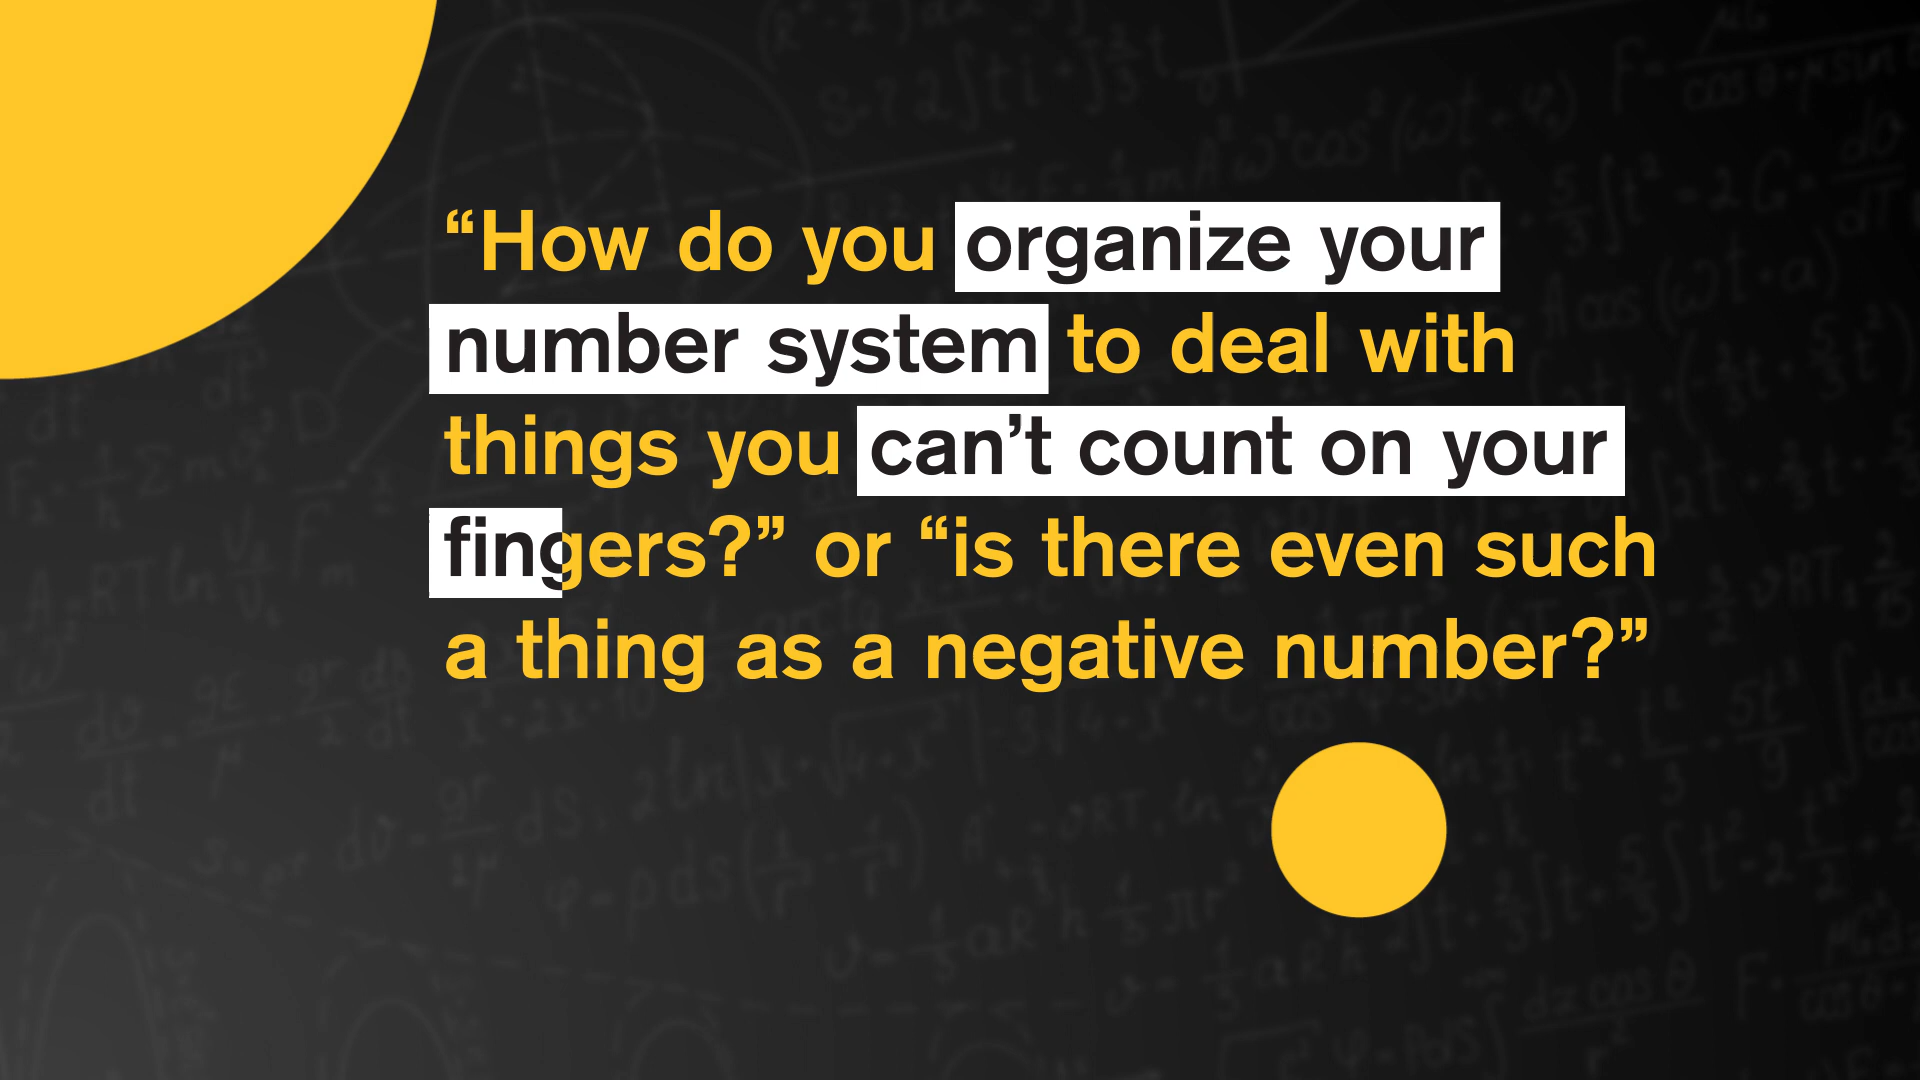 “How do you organize your
number system to deal with
things you can’t count on your
fingers?” or “is there even such
a thing as a negative number?”